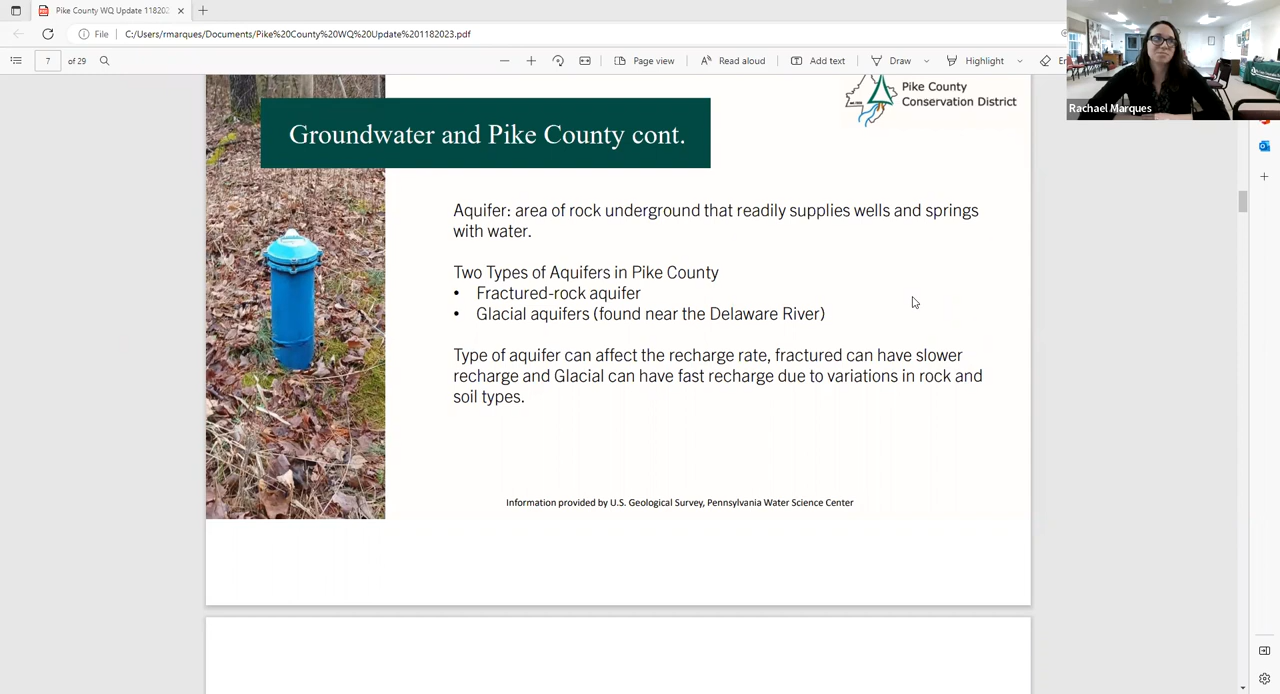 Pike County WQ Update 118202
File
C:/Users/rmarques/Documents/Pike%20County%20WQ%20Update%201182023.pdf
7 of 29
Page view
Read aloud
Add text
Draw
Highlight
Rachael Marques
Pike County
Conservation District
Groundwater and Pike County cont.
Aquifer: area of rock underground that readily supplies wells and springs
with water.
Two Types of Aquifers in Pike County
• Fractured-rock aquifer
• Glacial aquifers (found near the Delaware River)
Type of aquifer can affect the recharge rate, fractured can have slower
recharge and Glacial can have fast recharge due to variations in rock and
soil types.
Information provided by U.S. Geological Survey, Pennsylvania Water Science Center